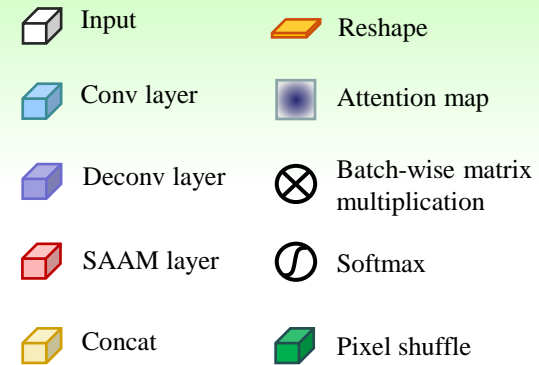 Input
Reshape
Conv layer
Attention map
Deconv layer
Batch-wise matrix
multiplication
SAAM layer
Softmax
Concat
Pixel shuffle